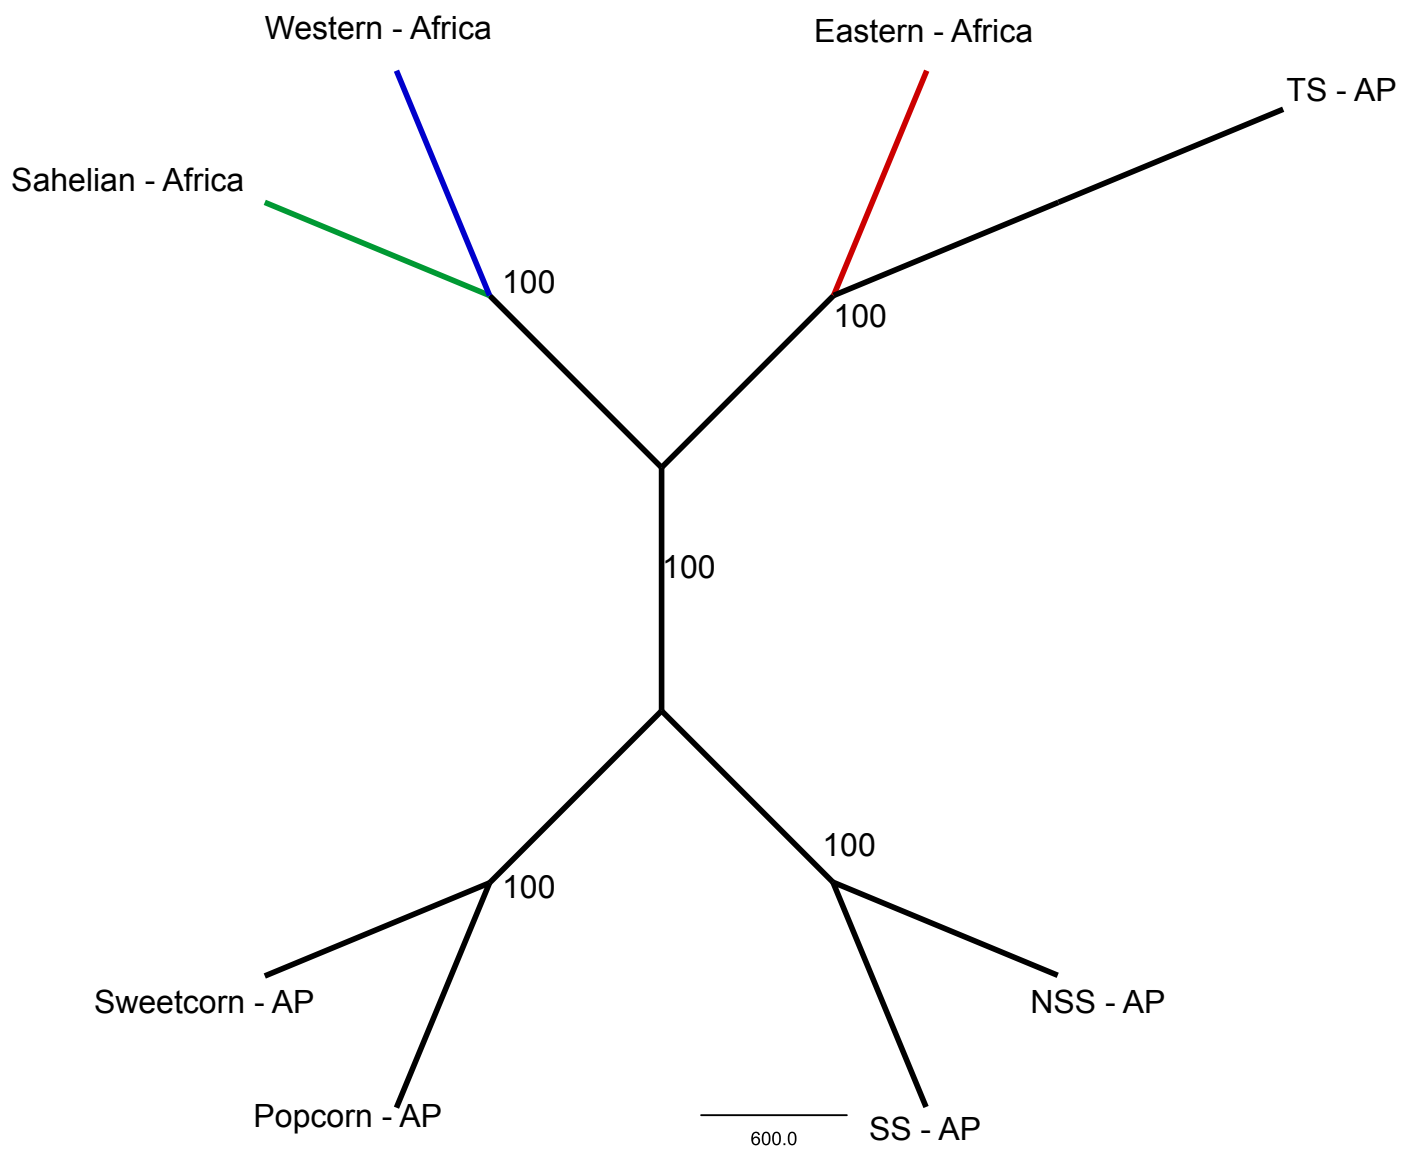 Western - Africa
Eastern - Africa
TS - AP
Sahelian - Africa
100
100
100
100
100
Sweetcorn - AP
NSS - AP
Popcorn - AP
SS - AP
600.0